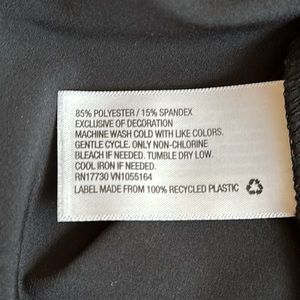 85% POLYESTER / 15% SPANDEX
EXCLUSIVE OF DECORATION
MACHINE WASH COLD WITH LIKE COLORS.
GENTLE CYCLE. ONLY NON-CHLORINE
BLEACH IF NEEDED. TUMBLE DRY LOW.
COOL IRON IF NEEDED.
RN17730 VN1055164
LABEL MADE FROM 100% RECYCLED PLASTIC